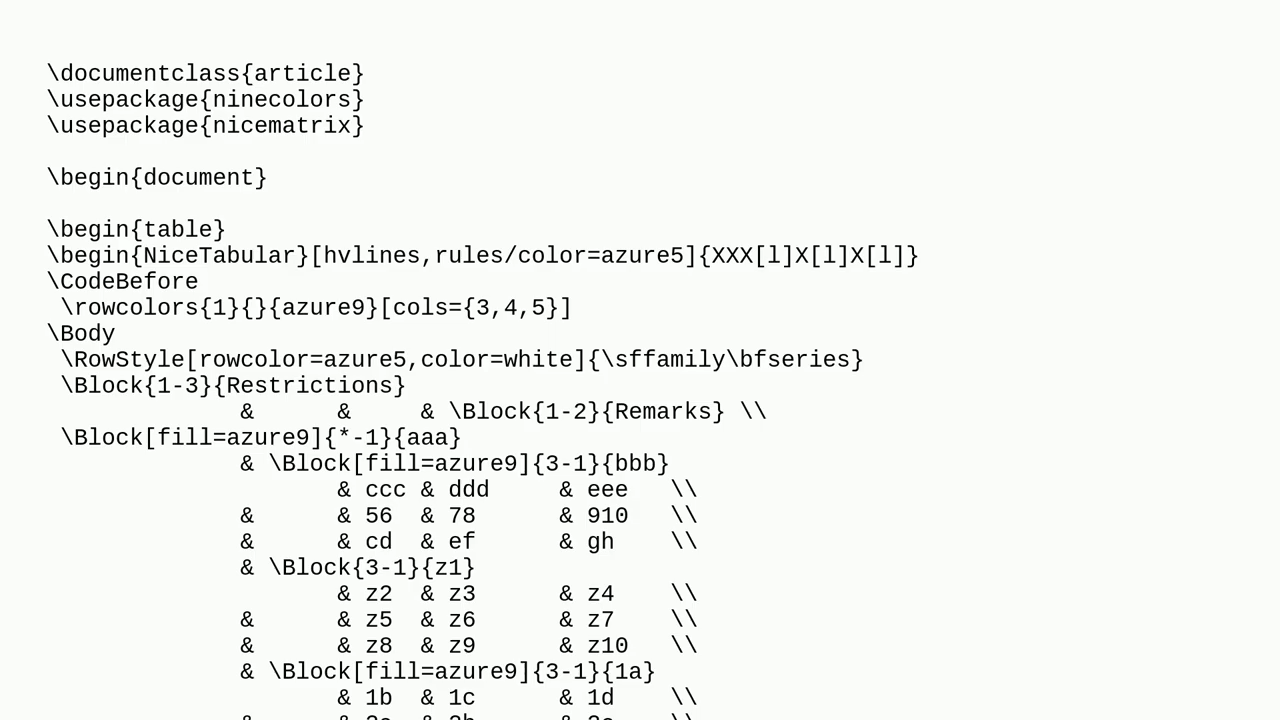 \documentclass{article}
\usepackage{ninecolors}
\usepackage{nicematrix}

\begin{document}

\begin{table}
\begin{NiceTabular}[hvlines,rules/color=azure5]{XXX[l]X[l]X[l]}
\CodeBefore
 \rowcolors{1}{}{azure9}[cols={3,4,5}]
\Body
 \RowStyle[rowcolor=azure5,color=white]{\sffamily\bfseries}
 \Block{1-3}{Restrictions}
              &      &     & \Block{1-2}{Remarks} \\
 \Block[fill=azure9]{*-1}{aaa}
              & \Block[fill=azure9]{3-1}{bbb}
                     & ccc & ddd     & eee   \\
              &      & 56  & 78      & 910   \\
              &      & cd  & ef      & gh    \\
              & \Block{3-1}{z1}
                     & z2  & z3      & z4    \\
              &      & z5  & z6      & z7    \\
              &      & z8  & z9      & z10   \\
              & \Block[fill=azure9]{3-1}{1a}
                     & 1b  & 1c      & 1d    \\